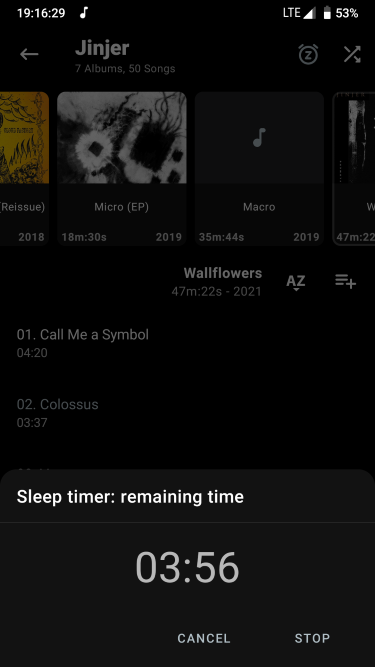 19:16:29
LTE
53%
Jinjer
7 Albums, 50 Songs
(Reissue)
2018
Micro (EP)
18m:30s
2019
Macro
35m:44s
2019
W
47m:22
Wallflowers
47m:22s - 2021
AZ
01. Call Me a Symbol
04:20
02. Colossus
03:37
Sleep timer: remaining time
03:56
CANCEL
STOP